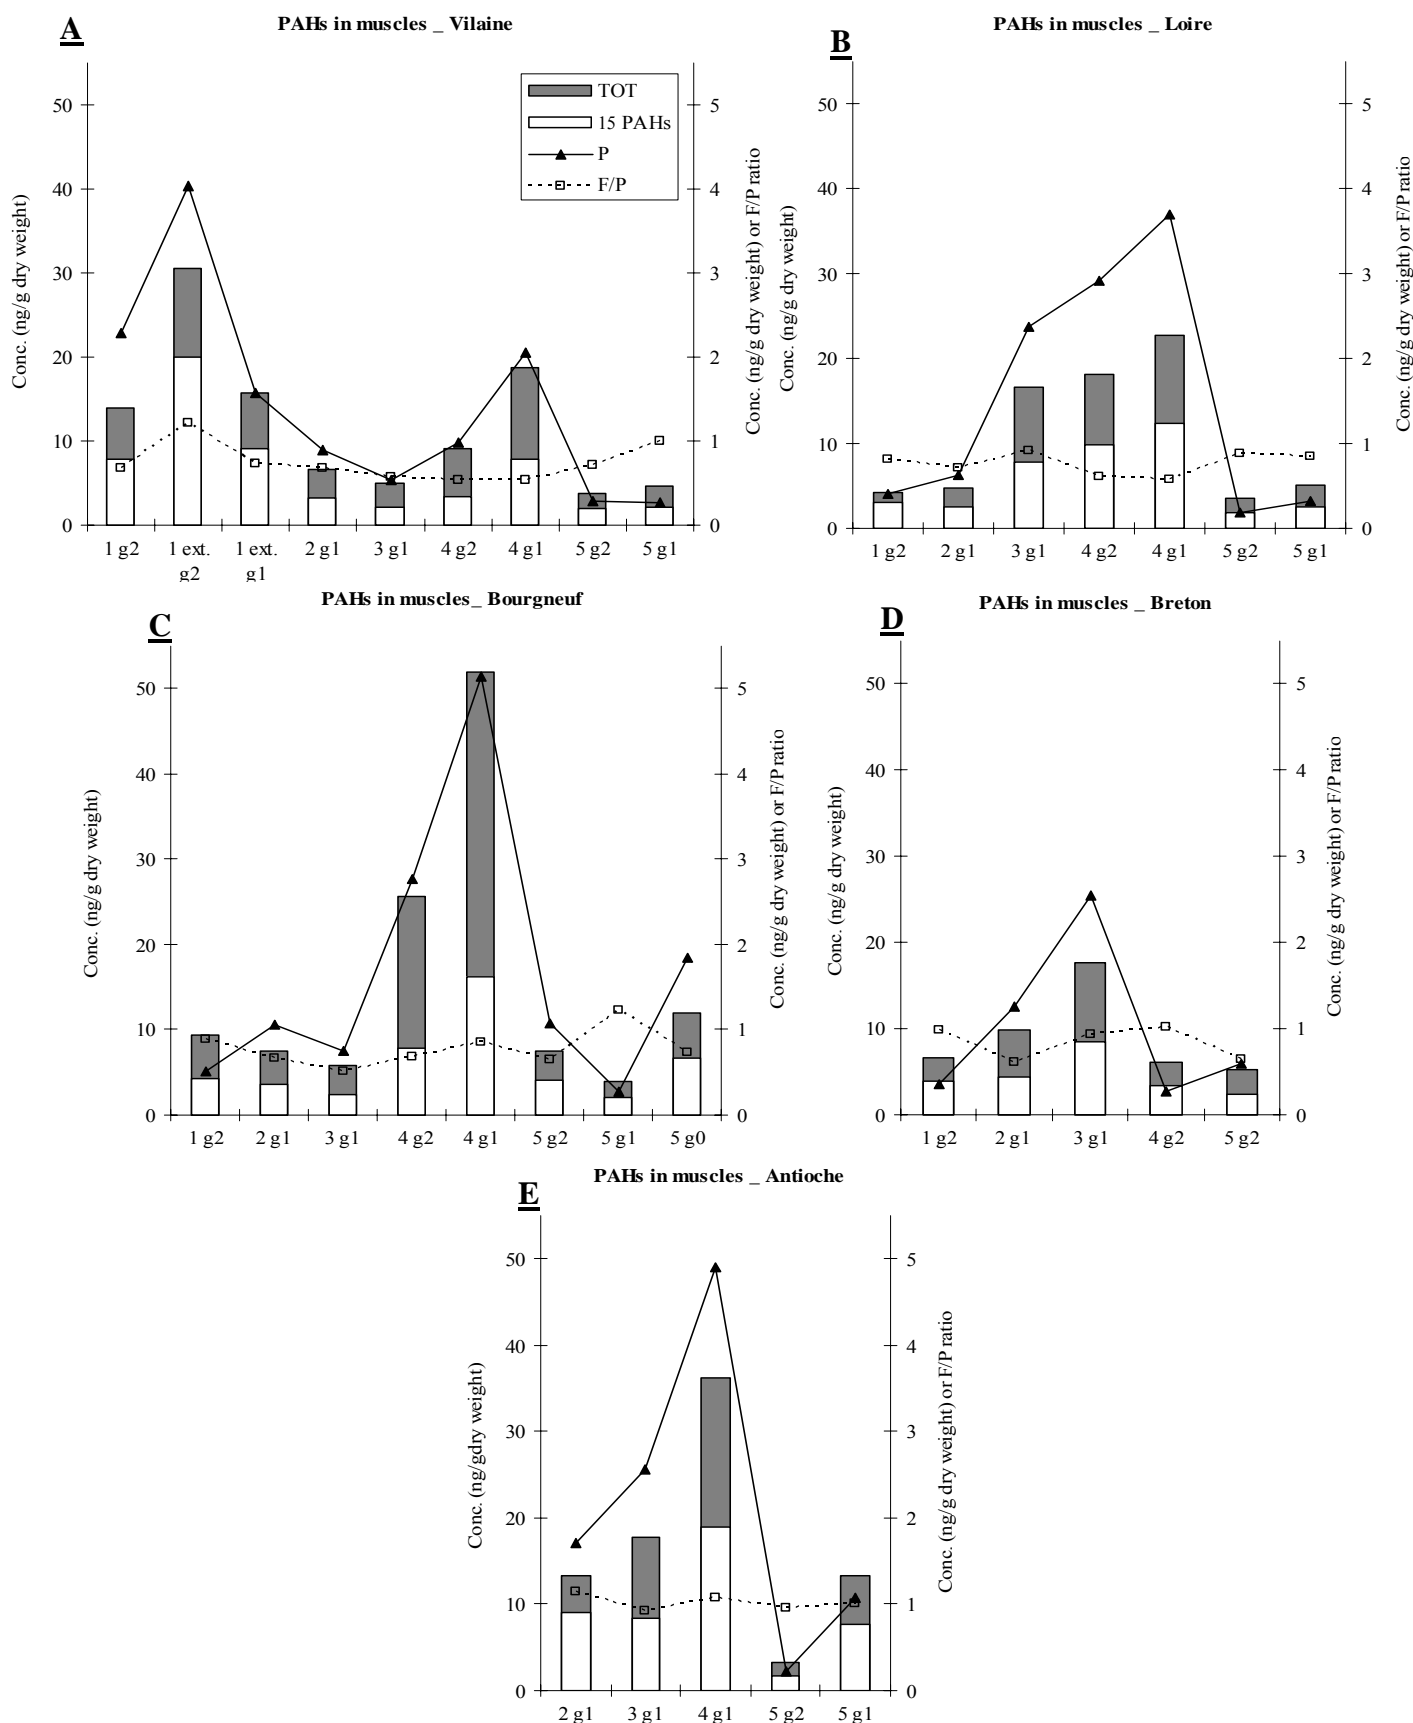 A
PAHs in muscles _ Vilaine
Conc. (ng/g dry weight)
50
40
30
20
10
0
TOT
15 PAHs
P
F/P
5
4
3
2
1
0
Conc. (ng/g dry weight) or F/P ratio
1 g2 1 ext. g2 1 ext. g1 2 g1 3 g1 4 g2 4 g1 5 g2 5 g1
B
PAHs in muscles _ Loire
Conc. (ng/g dry weight)
50
40
30
20
10
0
5
4
3
2
1
0
Conc. (ng/g dry weight) or F/P ratio
1 g2 2 g1 3 g1 4 g2 4 g1 5 g2 5 g1
C
PAHs in muscles_ Bourgneuf
Conc. (ng/g dry weight)
50
40
30
20
10
0
5
4
3
2
1
0
Conc. (ng/g dry weight) or F/P ratio
1 g2 2 g1 3 g1 4 g2 4 g1 5 g2 5 g1 5 g0
D
PAHs in muscles _ Breton
Conc. (ng/g dry weight)
50
40
30
20
10
0
5
4
3
2
1
0
Conc. (ng/g dry weight) or F/P ratio
1 g2 2 g1 3 g1 4 g2 5 g2
E
PAHs in muscles _ Antioche
Conc. (ng/gdry weight)
50
40
30
20
10
0
5
4
3
2
1
0
Conc. (ng/g dry weight) or F/P ratio
2 g1 3 g1 4 g1 5 g2 5 g1